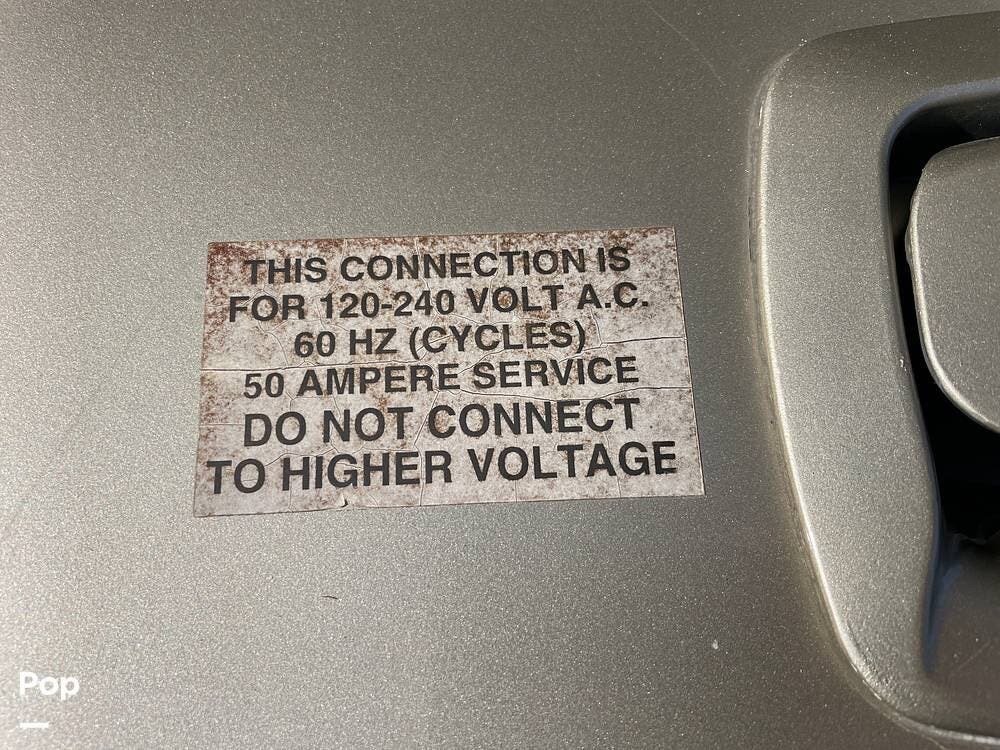 THIS CONNECTION IS
FOR 120-240 VOLT A.C.
60 HZ (CYCLES)
50 AMPERE SERVICE
DO NOT CONNECT
TO HIGHER VOLTAGE
Pop